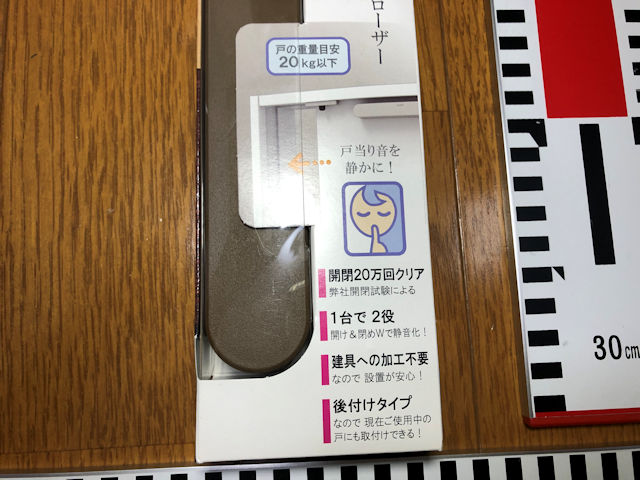 ローザー
戸の重量目安
20kg以下
戸当り音を
静かに！
開閉20万回クリア
弊社開閉試験による
1台で 2役
開け＆閉めWで静音化！
建具への加工不要
なので 設置が安心！
後付けタイプ
なので 現在ご使用中の
戸にも取付けできる！
30cm